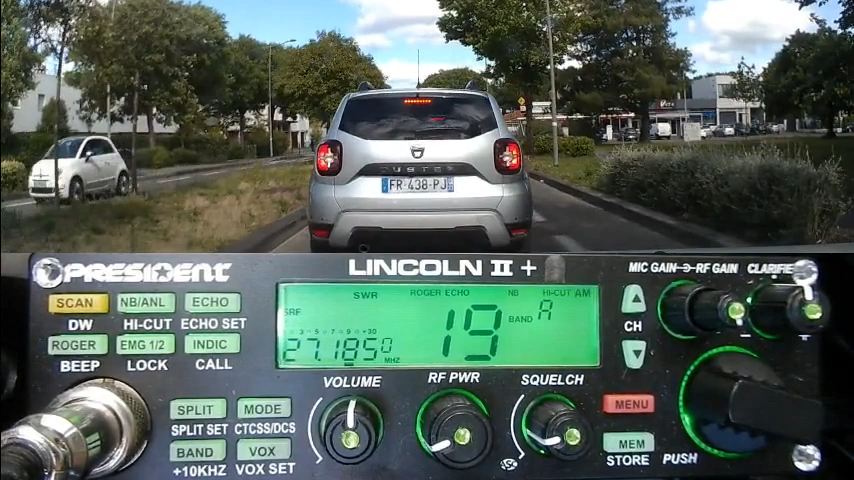 DUSTER
FR-438-PJ
PRESIDENT
LINCOLN II +
MIC GAIN RF GAIN CLARIFIER
SCAN NB/ANL ECHO
DW HI-CUT ECHO SET
ROGER EMG 1/2 INDIC
BEEP LOCK CALL
SPLIT MODE
SPLIT SET CTCSS/DCS
BAND VOX
+10KHz VOX SET
SWR ROGER ECHO NB HI-CUT AM
SRF
19 BAND A
27.1850 MHZ
CH
VOLUME RF PWR SQUELCH
MENU
MEM
STORE
PUSH